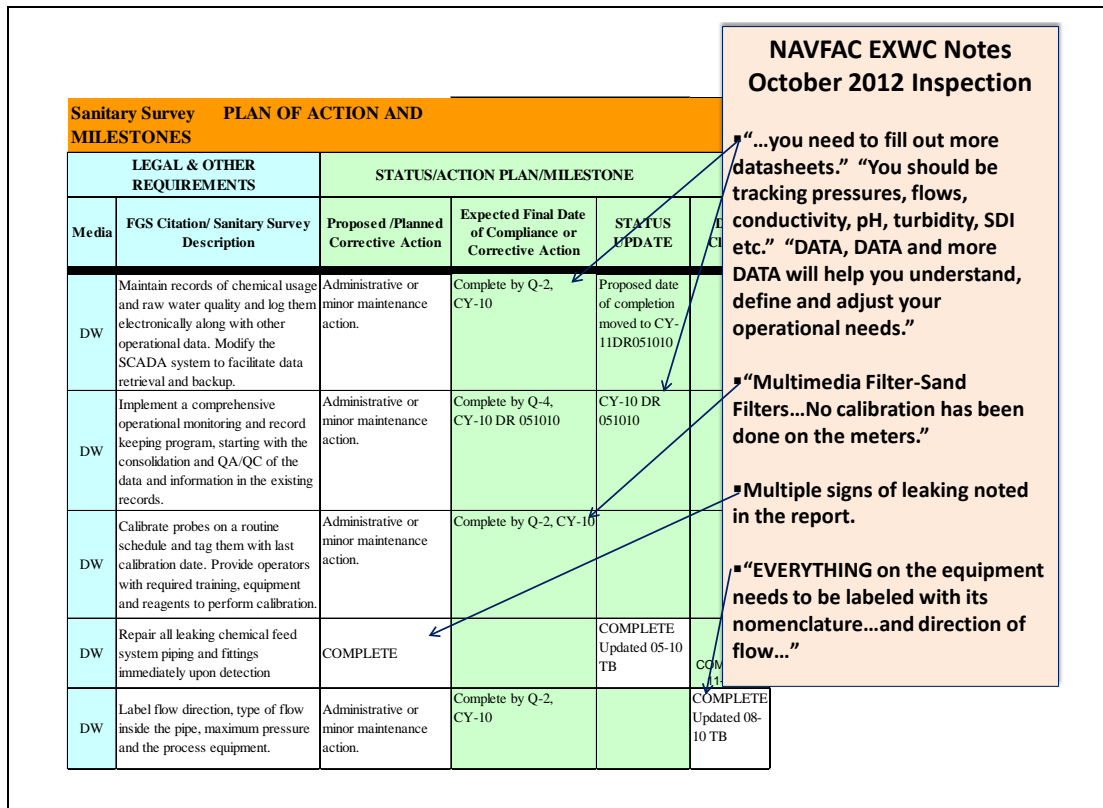 Sanitary Survey PLAN OF ACTION AND
MILESTONES
LEGAL & OTHER
REQUIREMENTS
STATUS/ACTION PLAN/MILESTONE
Media
FGS Citation/ Sanitary Survey
Description
Proposed /Planned
Corrective Action
Expected Final Date
of Compliance or
Corrective Action
STATUS
UPDATE
DW
Maintain records of chemical usage
and raw water quality and log them
electronically along with other
operational data. Modify the
SCADA system to facilitate data
retrieval and backup.
Administrative or
minor maintenance
action.
Complete by Q-2,
CY-10
Proposed date
of completion
moved to CY-
11DR051010
DW
Implement a comprehensive
operational monitoring and record
keeping program, starting with the
consolidation and QA/QC of the
data and information in the existing
records.
Administrative or
minor maintenance
action.
Complete by Q-4,
CY-10 DR 051010
CY-10 DR
051010
DW
Calibrate probes on a routine
schedule and tag them with last
calibration date. Provide operators
with required training, equipment
and reagents to perform calibration.
Administrative or
minor maintenance
action.
Complete by Q-2, CY-10
DW
Repair all leaking chemical feed
system piping and fittings
immediately upon detection
COMPLETE
COMPLETE
Updated 05-10
TB
DW
Label flow direction, type of flow
inside the pipe, maximum pressure
and the process equipment.
Administrative or
minor maintenance
action.
Complete by Q-2,
CY-10
COMPLETE
Updated 08-
10 TB
NAVFAC EXWC Notes
October 2012 Inspection
▪“…you need to fill out more
datasheets.” “You should be
tracking pressures, flows,
conductivity, pH, turbidity, SDI
etc.” “DATA, DATA and more
DATA will help you understand,
define and adjust your
operational needs.”
▪“Multimedia Filter-Sand
Filters…No calibration has been
done on the meters.”
▪Multiple signs of leaking noted
in the report.
▪“EVERYTHING on the equipment
needs to be labeled with its
nomenclature…and direction of
flow…”